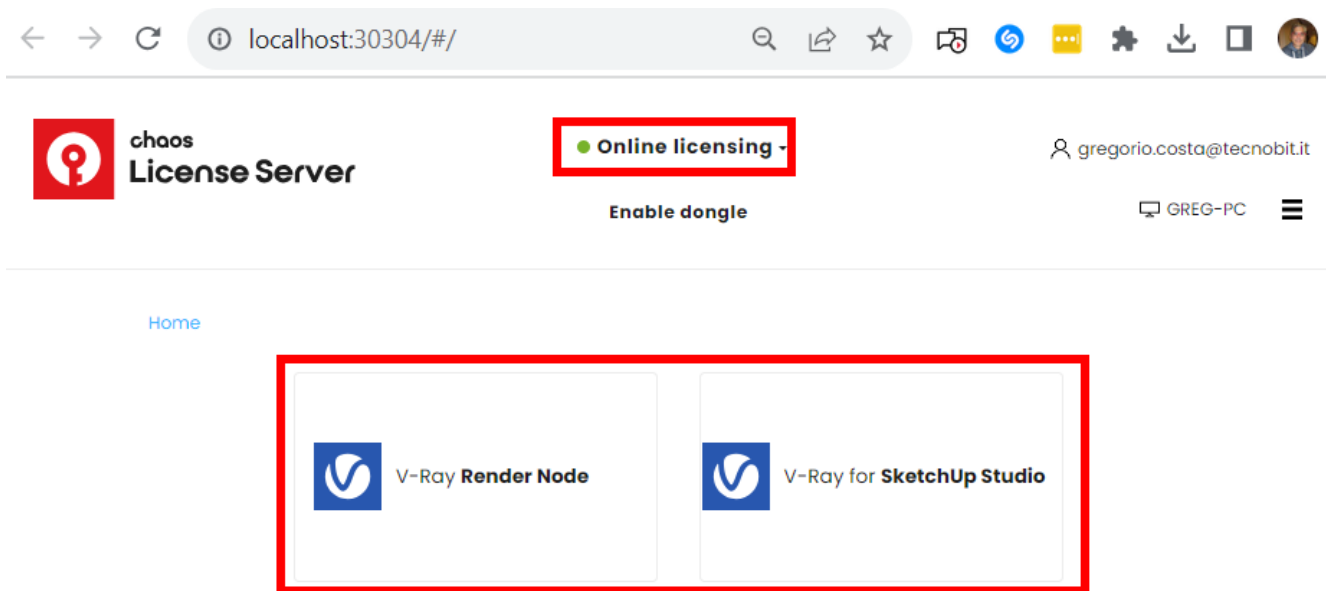 localhost:30304/#/
chaos
License Server
Online licensing
gregorio.costa@tecnobit.it
Enable dongle
GREG-PC
Home
V-Ray Render Node
V-Ray for SketchUp Studio